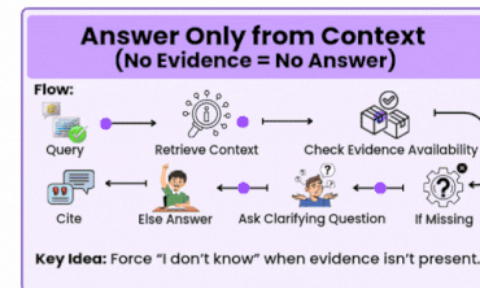 Answer Only from Context
(No Evidence = No Answer)
Flow:
Query
Retrieve Context
Check Evidence Availability
Cite
Else Answer
Ask Clarifying Question
If Missing
Key Idea: Force “I don’t know” when evidence isn’t present.